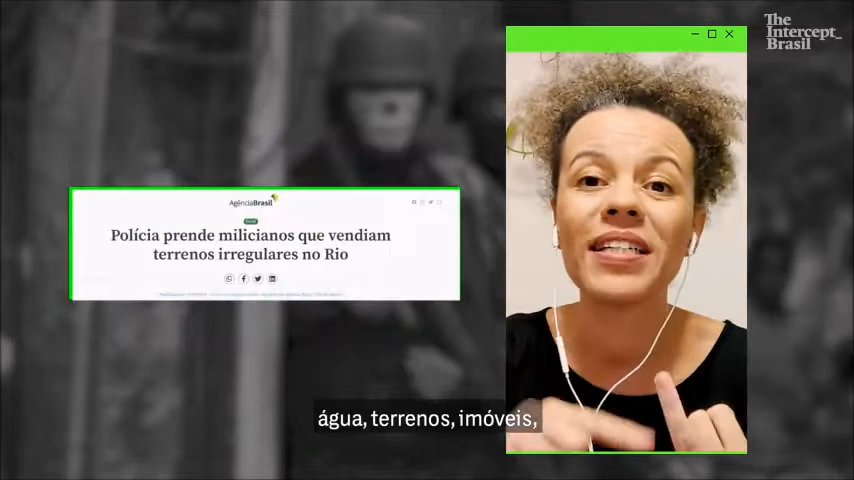 The
Intercept_
Brasil
AgênciaBrasil
Polícia prende milicianos que vendiam
terrenos irregulares no Rio
água, terrenos, imóveis,